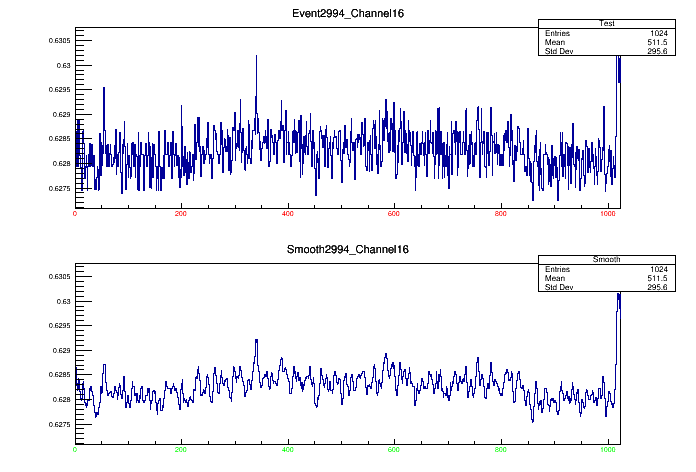 Event2994_Channel16
Test
Entries 1024
Mean 511.5
Std Dev 295.6
0.6305
0.63
0.6295
0.629
0.6285
0.628
0.6275
0 200 400 600 800 1000
Smooth2994_Channel16
Smooth
Entries 1024
Mean 511.5
Std Dev 295.6
0.6305
0.63
0.6295
0.629
0.6285
0.628
0.6275
0 200 400 600 800 1000